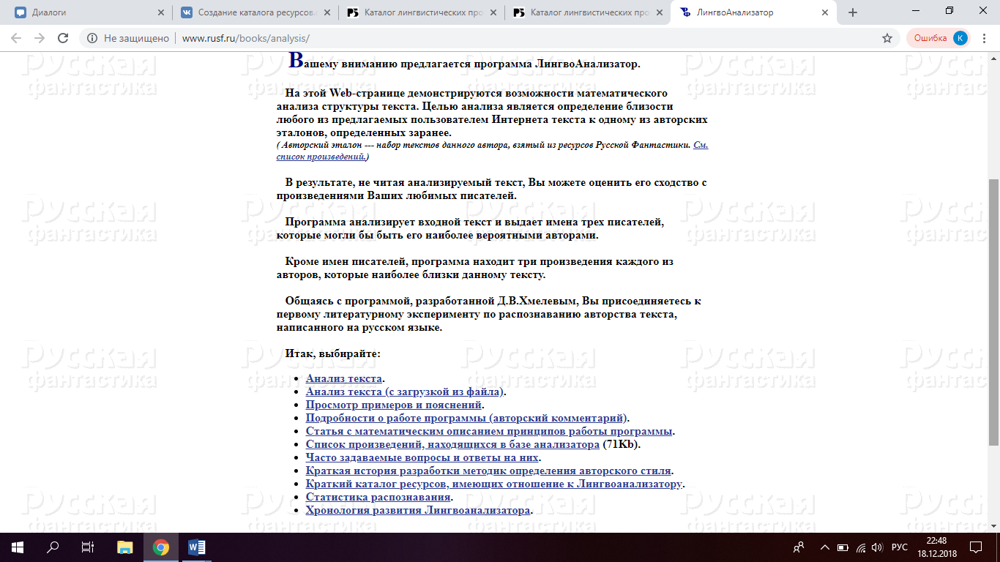 Диалоги
Создание каталога ресурсов.
Каталог лингвистических про
Каталог лингвистических про
ЛингвоАнализатор
Не защищено
www.rusf.ru/books/analysis/
Ошибка
К
Вашему вниманию предлагается программа ЛингвоАнализатор.
На этой Web-странице демонстрируются возможности математического
анализа структуры текста. Целью анализа является определение близости
любого из предлагаемых пользователем Интернета текста к одному из авторских
эталонов, определенных заранее.
( Авторский эталон --- набор текстов данного автора, взятый из ресурсов Русской Фантастики. См.
список произведений.)
В результате, не читая анализируемый текст, Вы можете оценить его сходство с
произведениями Ваших любимых писателей.
Программа анализирует входной текст и выдает имена трех писателей,
которые могли бы быть его наиболее вероятными авторами.
Кроме имен писателей, программа находит три произведения каждого из
авторов, которые наиболее близки данному тексту.
Общаясь с программой, разработанной Д.В.Хмелевым, Вы присоединяетесь к
первому литературному эксперименту по распознаванию авторства текста,
написанного на русском языке.
Итак, выбирайте:
Анализ текста.
Анализ текста (с загрузкой из файла).
Просмотр примеров и пояснений.
Подробности о работе программы (авторский комментарий).
Статья с математическим описанием принципов работы программы.
Список произведений, находящихся в базе анализатора (71Kb).
Часто задаваемые вопросы и ответы на них.
Краткая история разработки методик определения авторского стиля.
Краткий каталог ресурсов, имеющих отношение к Лингвоанализатору.
Статистика распознавания.
Хронология развития Лингвоанализатора.
Русская
фантастика
РУС
22:48
18.12.2018